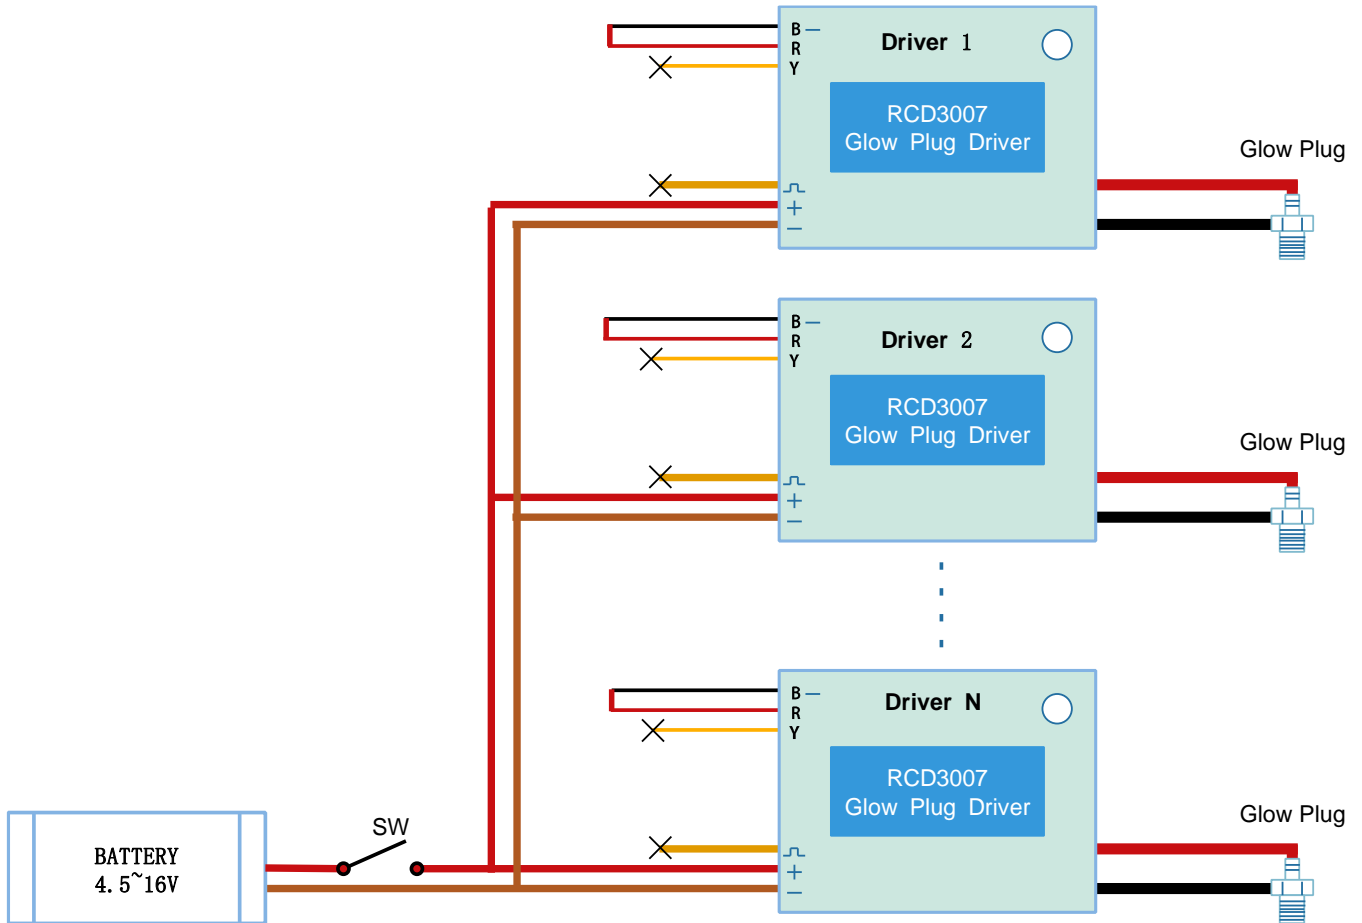 B —
R
Y
Driver 1
RCD3007
Glow Plug Driver
+
—
Glow Plug
B —
R
Y
Driver 2
RCD3007
Glow Plug Driver
+
—
Glow Plug
B —
R
Y
Driver N
RCD3007
Glow Plug Driver
+
—
Glow Plug
SW
BATTERY
4.5~16V